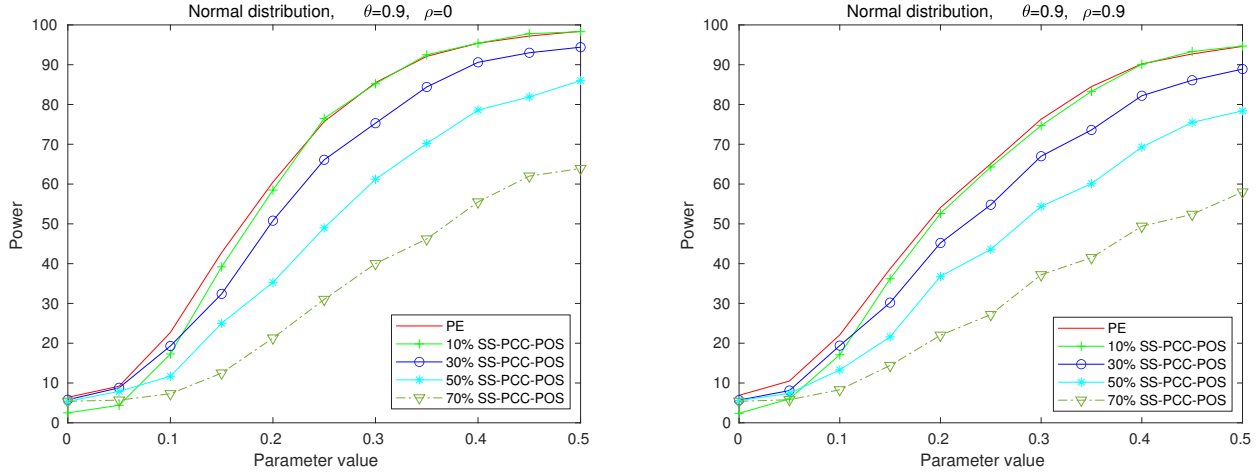 Normal distribution, θ=0.9, ρ=0
100
90
80
70
60
50
40
30
20
10
0
Power
0 0.1 0.2 0.3 0.4 0.5
Parameter value
PE
10% SS-PCC-POS
30% SS-PCC-POS
50% SS-PCC-POS
70% SS-PCC-POS
Normal distribution, θ=0.9, ρ=0.9
100
90
80
70
60
50
40
30
20
10
0
Power
0 0.1 0.2 0.3 0.4 0.5
Parameter value
PE
10% SS-PCC-POS
30% SS-PCC-POS
50% SS-PCC-POS
70% SS-PCC-POS